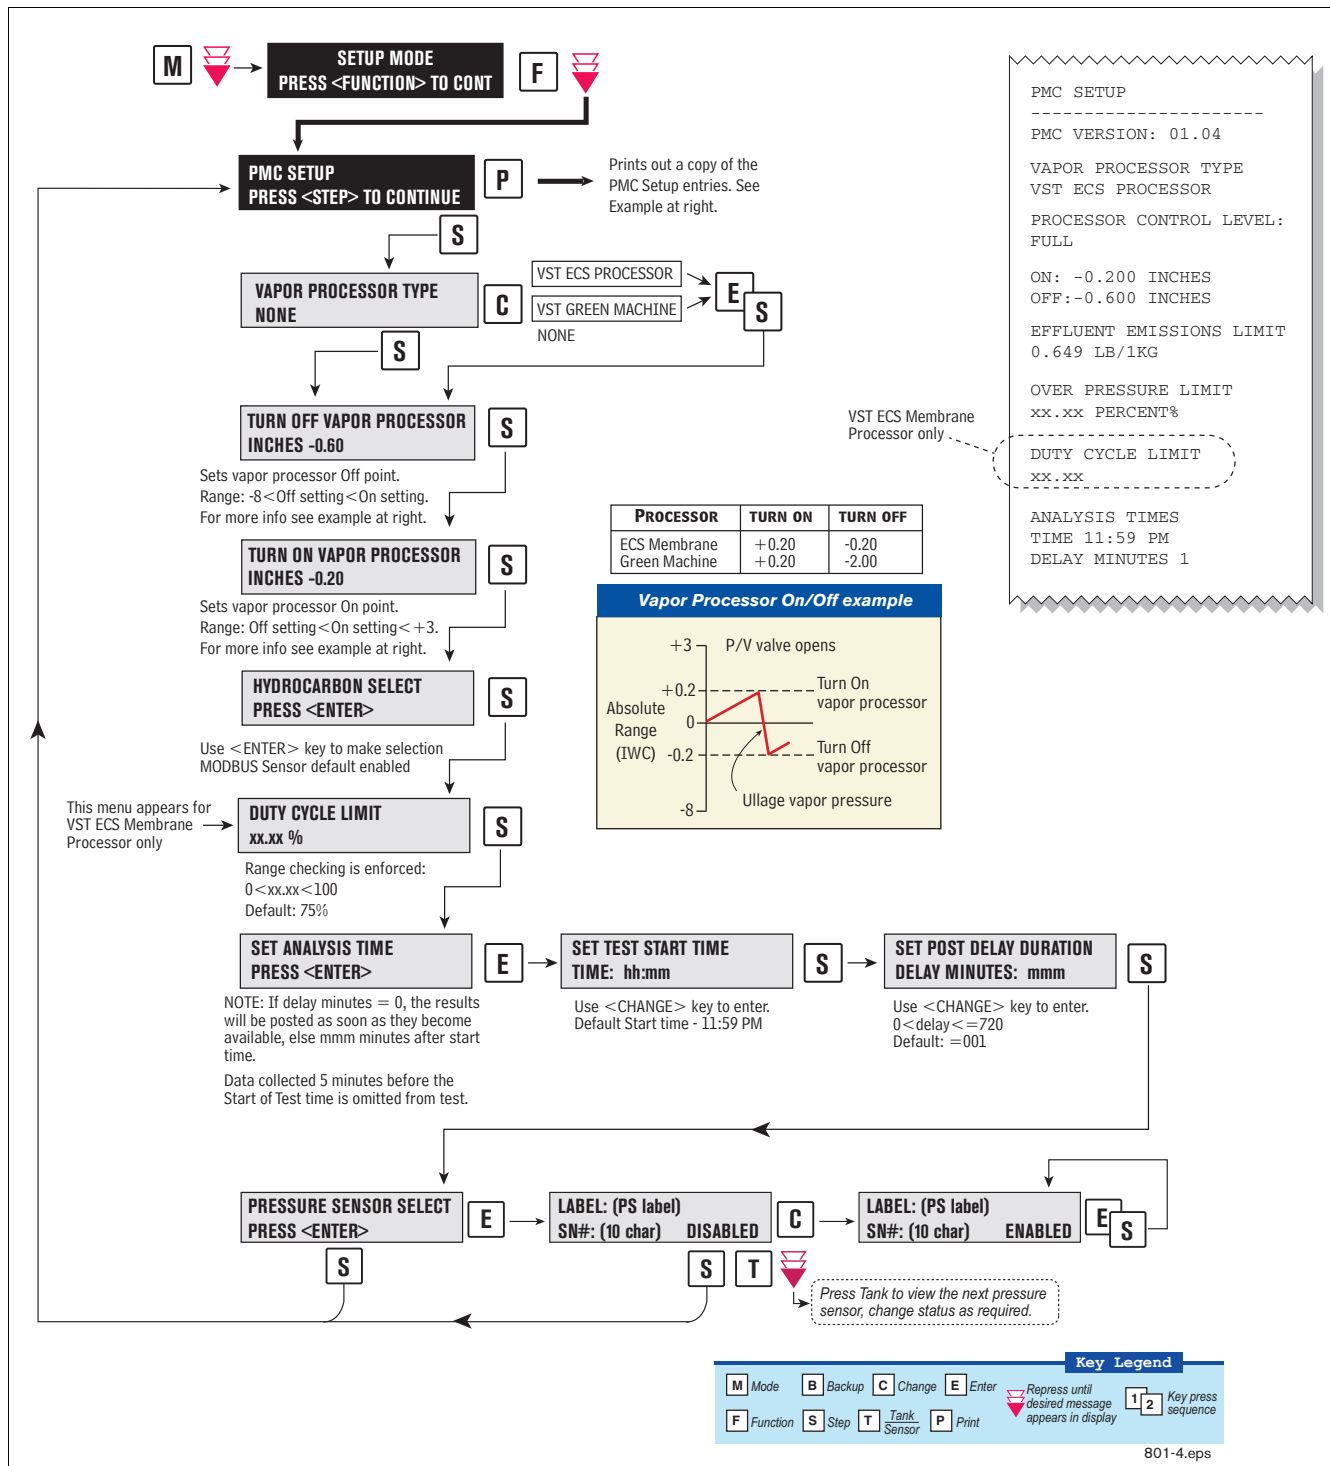 M
SETUP MODE
PRESS <FUNCTION> TO CONT
F
PMC SETUP
PRESS <STEP> TO CONTINUE
P
Prints out a copy of the
PMC Setup entries. See
Example at right.
S
VAPOR PROCESSOR TYPE
NONE
C
VST ECS PROCESSOR
VST GREEN MACHINE
NONE
E
S
S
TURN OFF VAPOR PROCESSOR
INCHES -0.60
S
Sets vapor processor Off point.
Range: -8<Off setting<On setting.
For more info see example at right.
TURN ON VAPOR PROCESSOR
INCHES -0.20
S
Sets vapor processor On point.
Range: Off setting<On setting<+3.
For more info see example at right.
HYDROCARBON SELECT
PRESS <ENTER>
S
Use <ENTER> key to make selection
MODBUS Sensor default enabled
This menu appears for
VST ECS Membrane
Processor only
DUTY CYCLE LIMIT
xx.xx %
S
Range checking is enforced:
0<xx.xx<100
Default: 75%
PROCESSOR TURN ON TURN OFF
ECS Membrane +0.20 -0.20
Green Machine +0.20 -2.00
Vapor Processor On/Off example
+3
P/V valve opens
+0.2
Turn On
vapor processor
Absolute
Range
(IWC)
0
-0.2
Turn Off
vapor processor
Ullage vapor pressure
-8
PMC SETUP
----------------------
PMC VERSION: 01.04
VAPOR PROCESSOR TYPE
VST ECS PROCESSOR
PROCESSOR CONTROL LEVEL:
FULL
ON: -0.200 INCHES
OFF:-0.600 INCHES
EFFLUENT EMISSIONS LIMIT
0.649 LB/1KG
OVER PRESSURE LIMIT
xx.xx PERCENT%
VST ECS Membrane
Processor only
DUTY CYCLE LIMIT
xx.xx
ANALYSIS TIMES
TIME 11:59 PM
DELAY MINUTES 1
SET ANALYSIS TIME
PRESS <ENTER>
E
SET TEST START TIME
TIME: hh:mm
S
SET POST DELAY DURATION
DELAY MINUTES: mmm
S
NOTE: If delay minutes = 0, the results
will be posted as soon as they become
available, else mmm minutes after start
time.
Data collected 5 minutes before the
Start of Test time is omitted from test.
Use <CHANGE> key to enter.
Default Start time - 11:59 PM
Use <CHANGE> key to enter.
0<delay<=720
Default: =001
PRESSURE SENSOR SELECT
PRESS <ENTER>
E
LABEL: (PS label)
SN#: (10 char) DISABLED
C
LABEL: (PS label)
SN#: (10 char) ENABLED
E
S
S
S
T
Press Tank to view the next pressure
sensor, change status as required.
Key Legend
M Mode B Backup C Change E Enter
F Function S Step T Tank Sensor P Print
Repress until
desired message
appears in display
1 2 Key press
sequence
801-4.eps